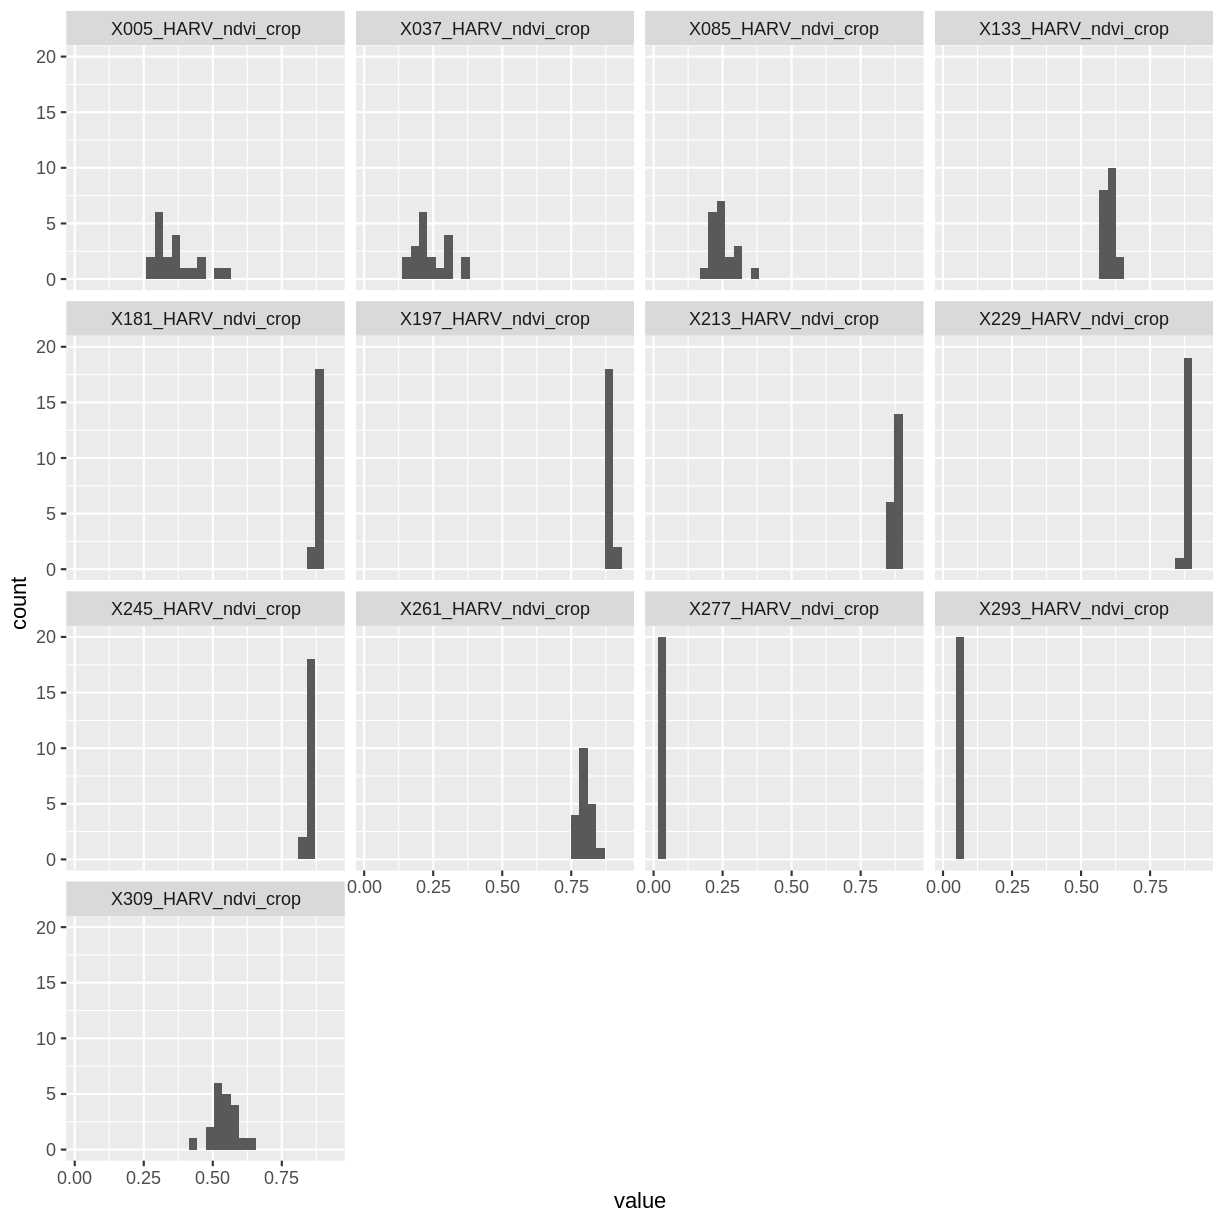 X005_HARV_ndvi_crop X037_HARV_ndvi_crop X085_HARV_ndvi_crop X133_HARV_ndvi_crop
20
15
10
5
0
X181_HARV_ndvi_crop X197_HARV_ndvi_crop X213_HARV_ndvi_crop X229_HARV_ndvi_crop
20
15
10
5
0
count
X245_HARV_ndvi_crop X261_HARV_ndvi_crop X277_HARV_ndvi_crop X293_HARV_ndvi_crop
20
15
10
5
0
0.00 0.25 0.50 0.75 0.00 0.25 0.50 0.75 0.00 0.25 0.50 0.75
X309_HARV_ndvi_crop
20
15
10
5
0
0.00 0.25 0.50 0.75
value